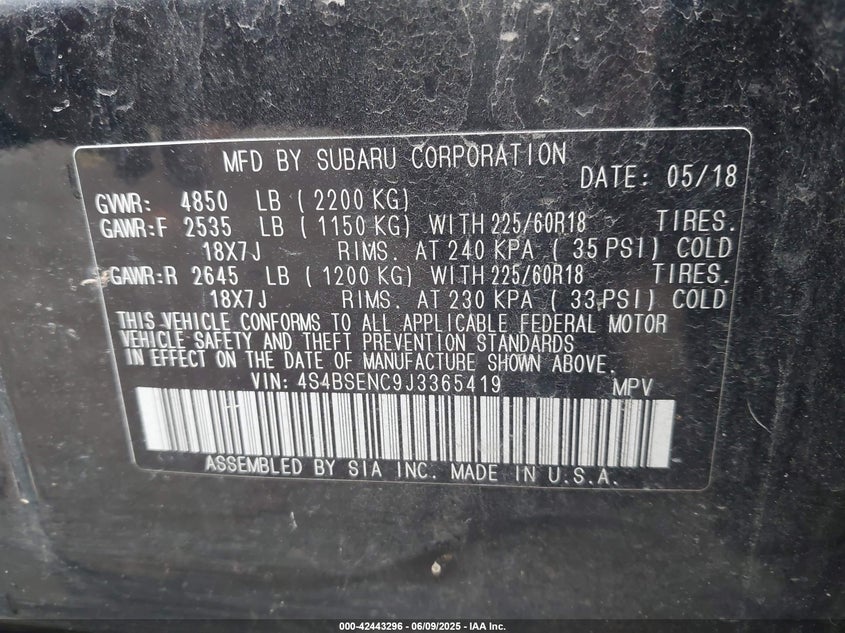 MFD BY SUBARU CORPORATION DATE: 05/18
GVWR: 4850 LB ( 2200 KG)
GAWR:F 2535 LB ( 1150 KG) WITH 225/60R18 TIRES.
18X7J RIMS. AT 240 KPA ( 35 PSI) COLD
GAWR:R 2645 LB ( 1200 KG) WITH 225/60R18 TIRES.
18X7J RIMS. AT 230 KPA ( 33 PSI) COLD
THIS VEHICLE CONFORMS TO ALL APPLICABLE FEDERAL MOTOR
VEHICLE SAFETY AND THEFT PREVENTION STANDARDS
IN EFFECT ON THE DATE OF MANUFACTURE SHOWN ABOVE.
VIN: 4S4BSENC9J3365419 MPV
ASSEMBLED BY SIA INC. MADE IN U.S.A.
000-42443296 - 06/09/2025 - IAA Inc.